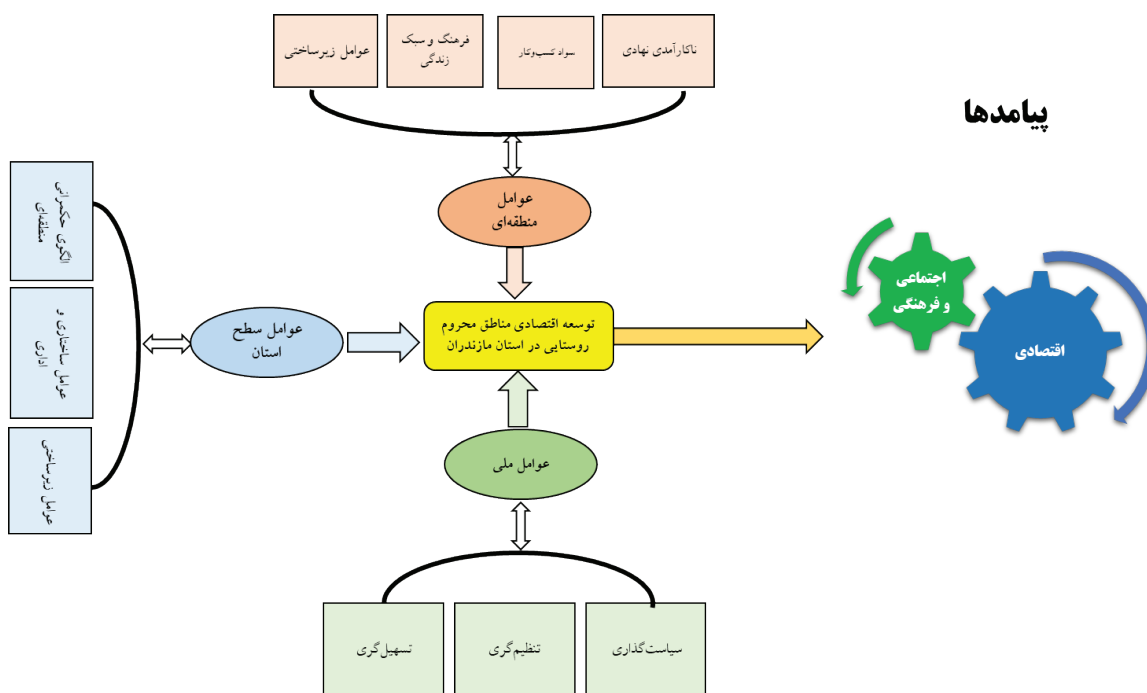 ناکارآمدی نهادی
سواد کسب‌وکار
فرهنگ و سبک
زندگی
عوامل زیرساختی
پیامدها
عوامل
منطقه‌ای
الگوی حکمرانی
منطقه‌ای
عوامل ساختاری و
اداری
عوامل زیرساختی
عوامل سطح
استان
توسعه اقتصادی مناطق محروم
روستایی در استان مازندران
اجتماعی
و فرهنگی
اقتصادی
عوامل ملی
سیاست‌گذاری
تنظیم‌گری
تسهیل‌گری